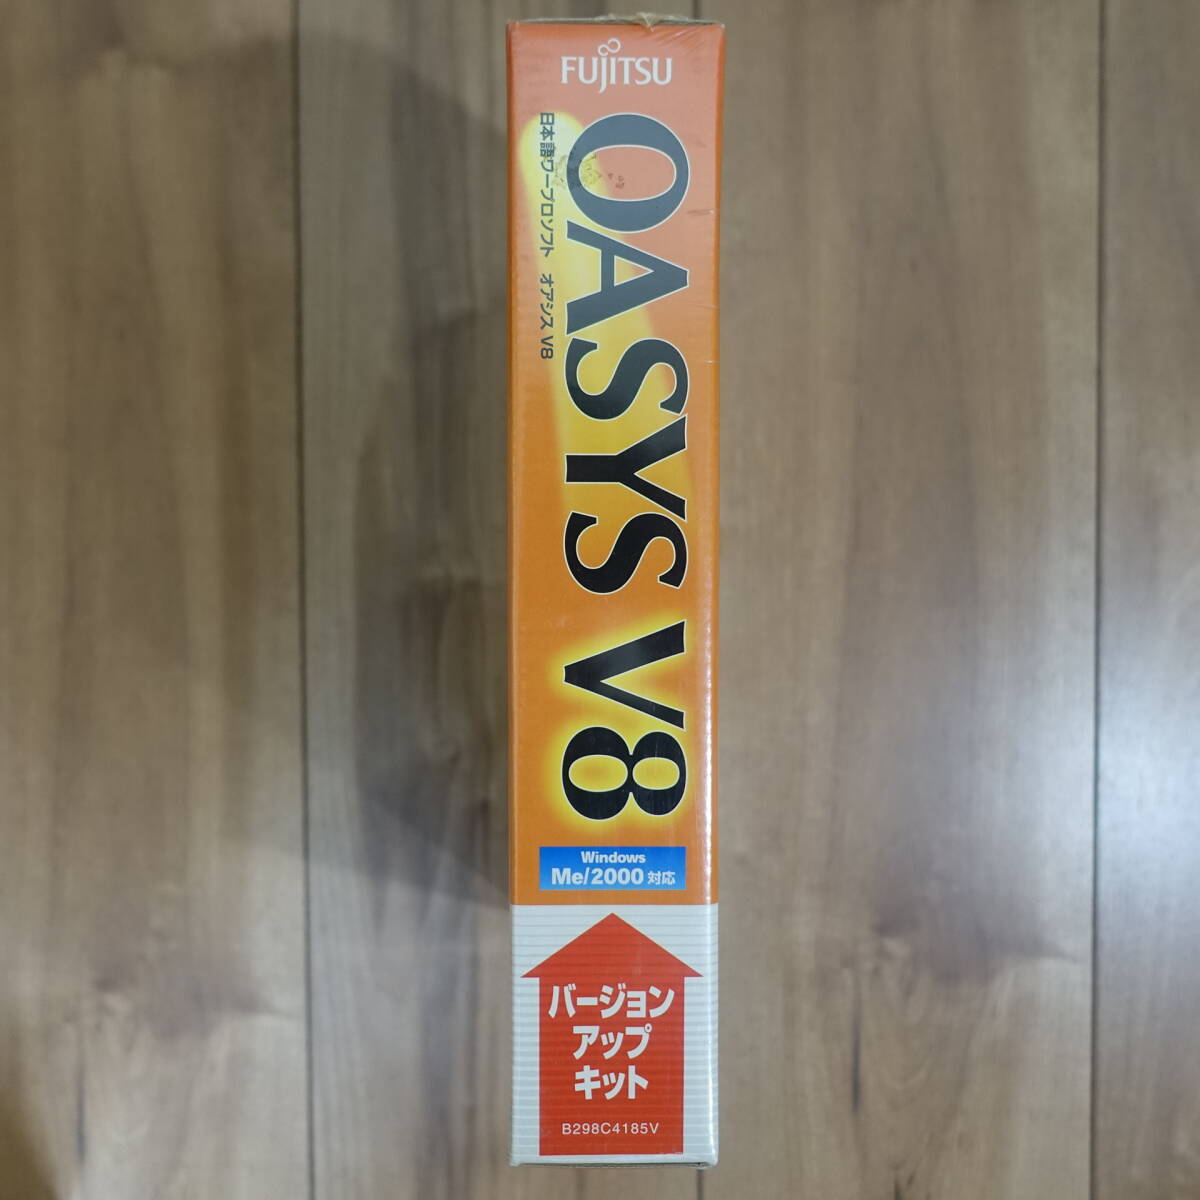 FUJITSU
OASYS V8
日本語ワープロソフト オアシス V8
Windows
Me/2000 対応
バージョン
アップ
キット
B298C4185V